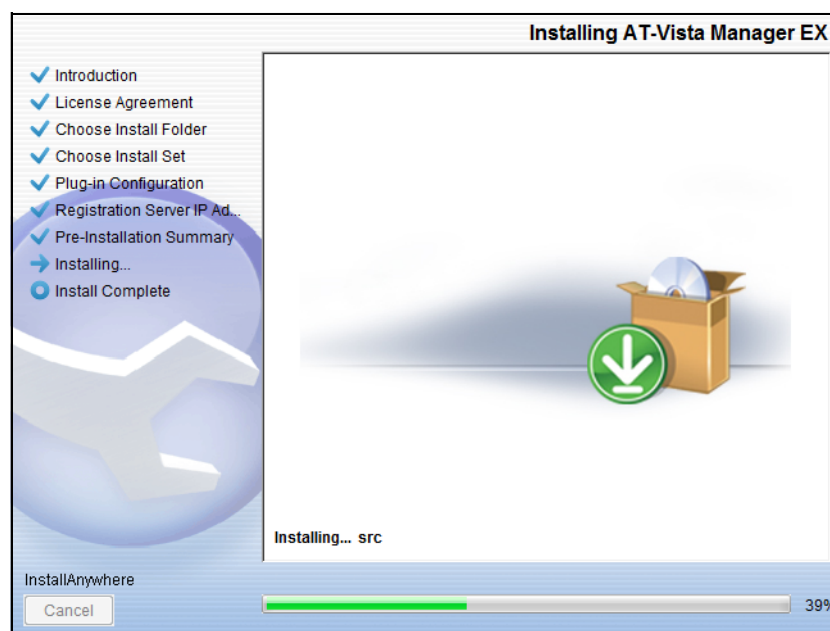 Installing AT-Vista Manager EX
Introduction
License Agreement
Choose Install Folder
Choose Install Set
Plug-in Configuration
Registration Server IP Ad...
Pre-Installation Summary
Installing...
Install Complete
Installing... src
InstallAnywhere
Cancel
39%